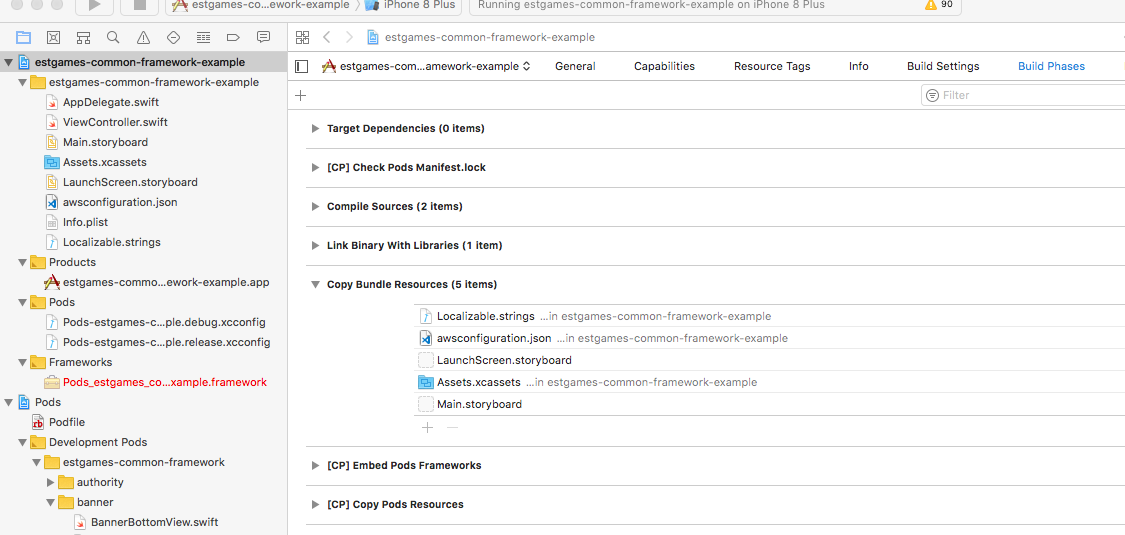 estgames-co...ework-example
iPhone 8 Plus
Running estgames-common-framework-example on iPhone 8 Plus
90
estgames-common-framework-example
estgames-common-framework-example
AppDelegate.swift
ViewController.swift
Main.storyboard
Assets.xcassets
LaunchScreen.storyboard
awsconfiguration.json
Info.plist
Localizable.strings
Products
estgames-commo...ework-example.app
Pods
Pods-estgames-c...ple.debug.xcconfig
Pods-estgames-c...ple.release.xcconfig
Frameworks
Pods_estgames_co...xample.framework
Pods
Podfile
Development Pods
estgames-common-framework
authority
banner
BannerBottomView.swift
estgames-common-framework-example
estgames-com...amework-example
General
Capabilities
Resource Tags
Info
Build Settings
Build Phases
Filter
Target Dependencies (0 items)
[CP] Check Pods Manifest.lock
Compile Sources (2 items)
Link Binary With Libraries (1 item)
Copy Bundle Resources (5 items)
Localizable.strings ...in estgames-common-framework-example
awsconfiguration.json ...in estgames-common-framework-example
LaunchScreen.storyboard
Assets.xcassets ...in estgames-common-framework-example
Main.storyboard
[CP] Embed Pods Frameworks
[CP] Copy Pods Resources